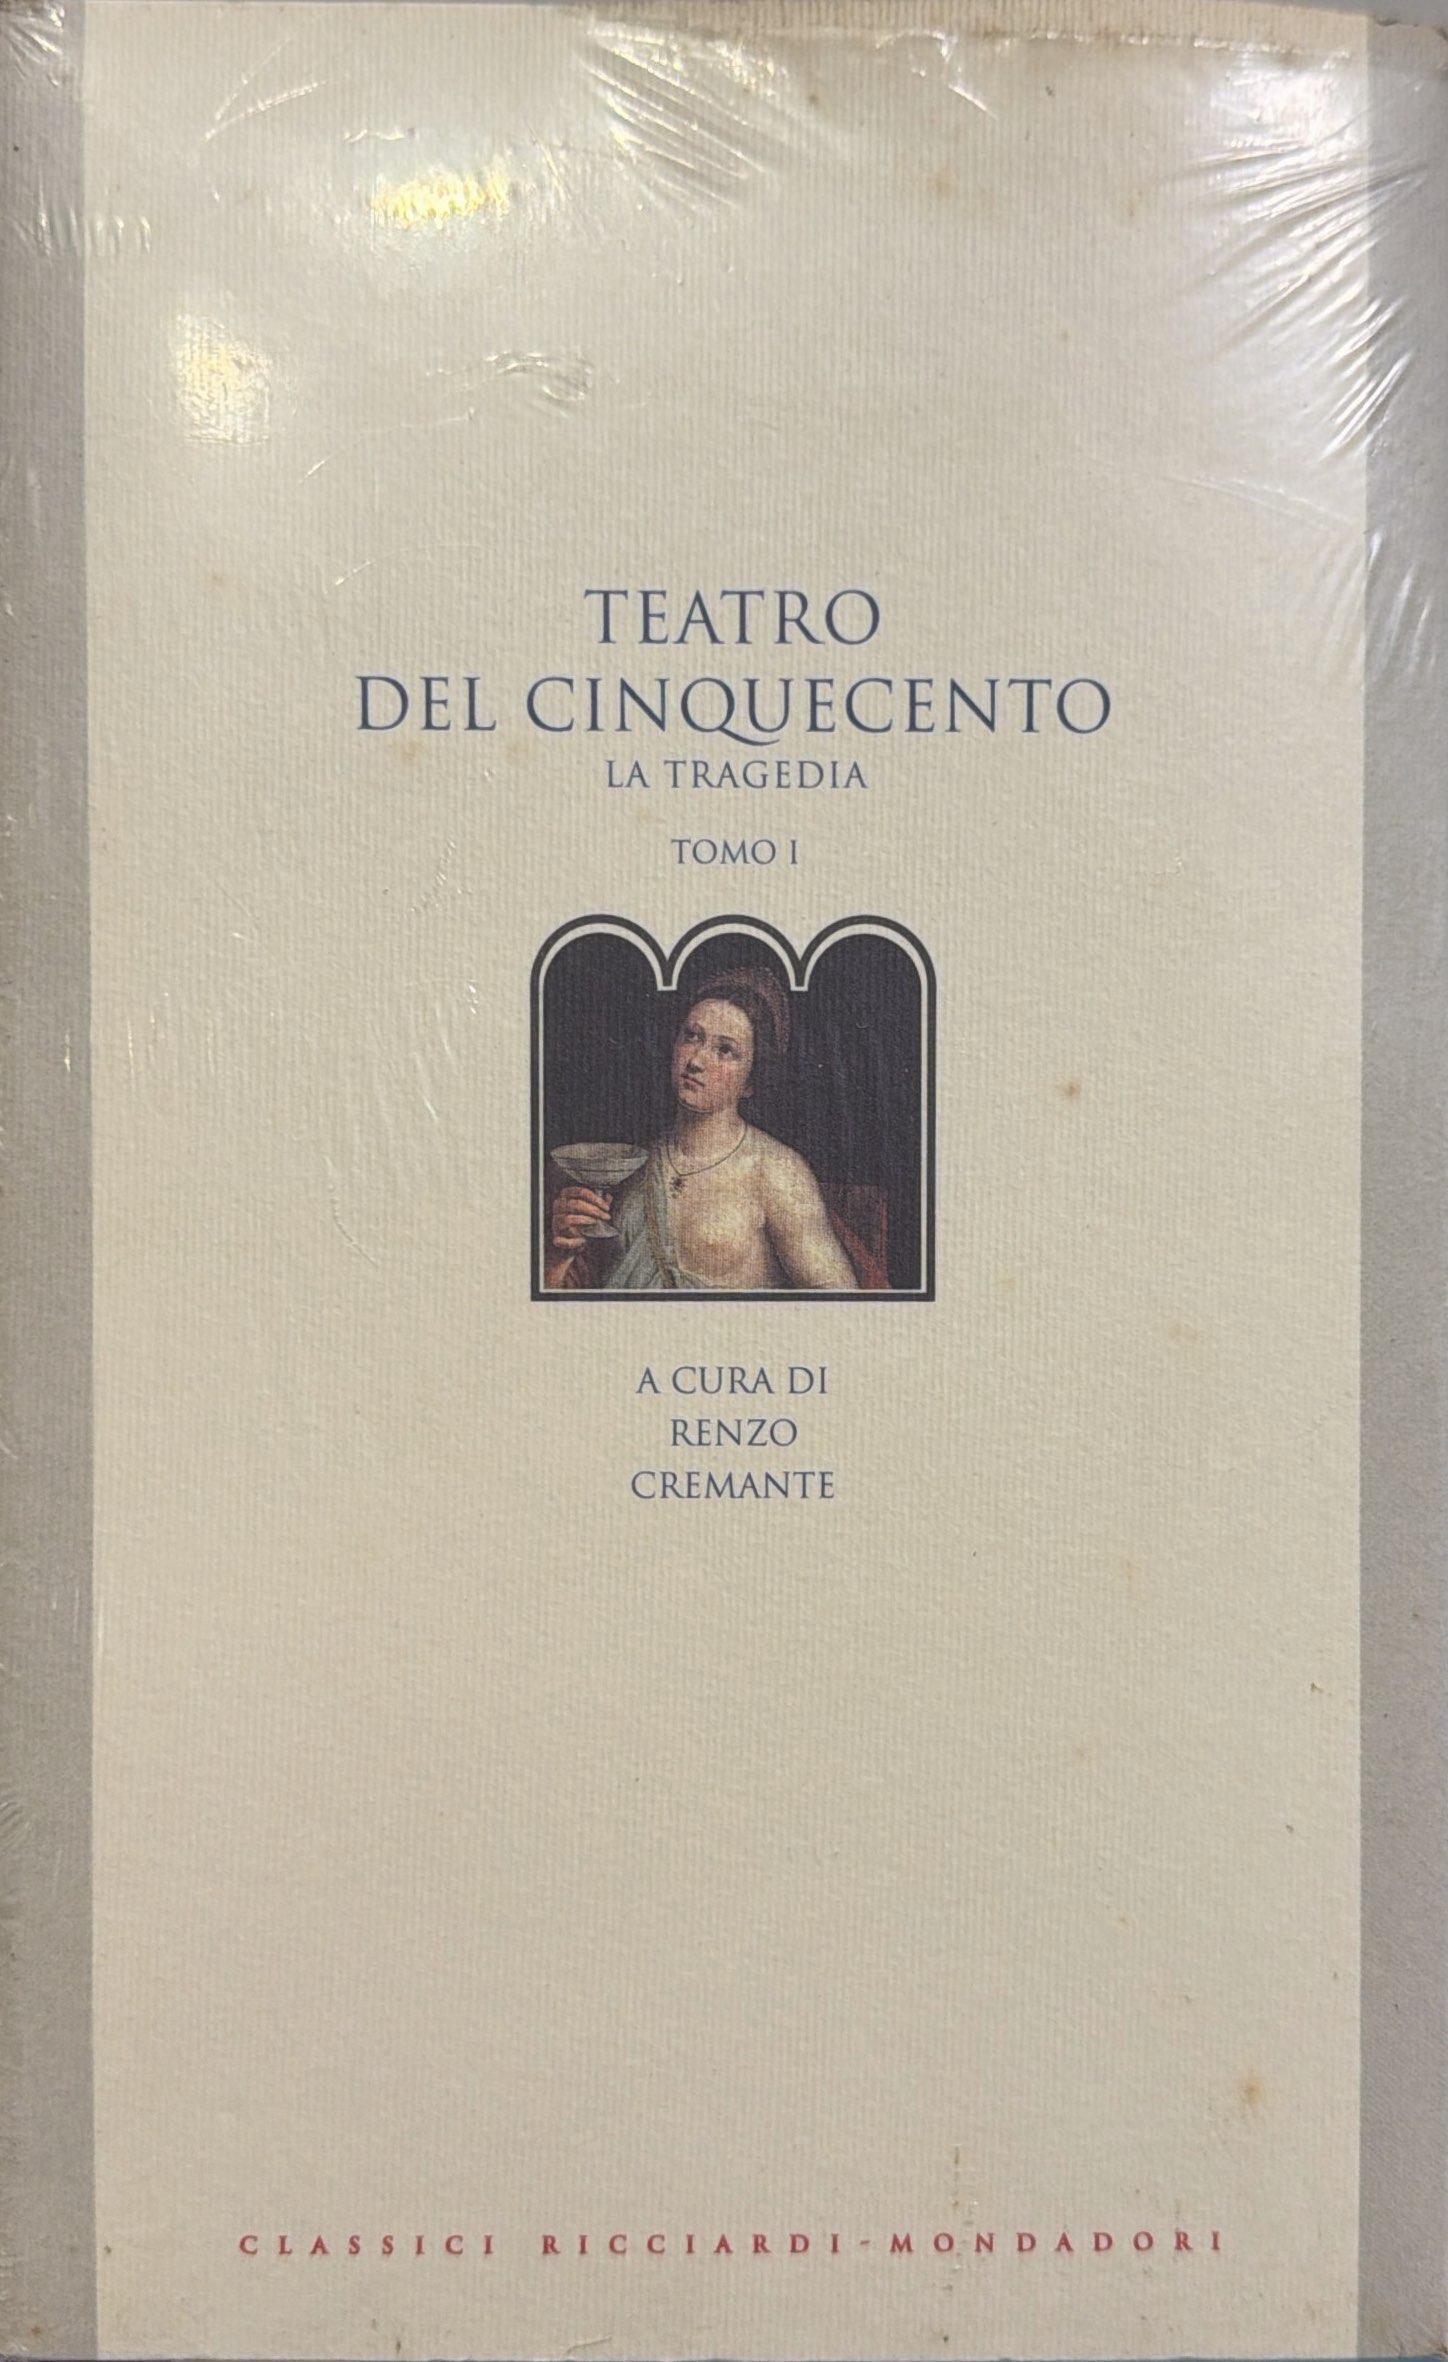 TEATRO
DEL CINQUECENTO
LA TRAGEDIA
TOMO I
A CURA DI
RENZO
CREMANTE
CLASSICI RICCIARDI-MONDADORI